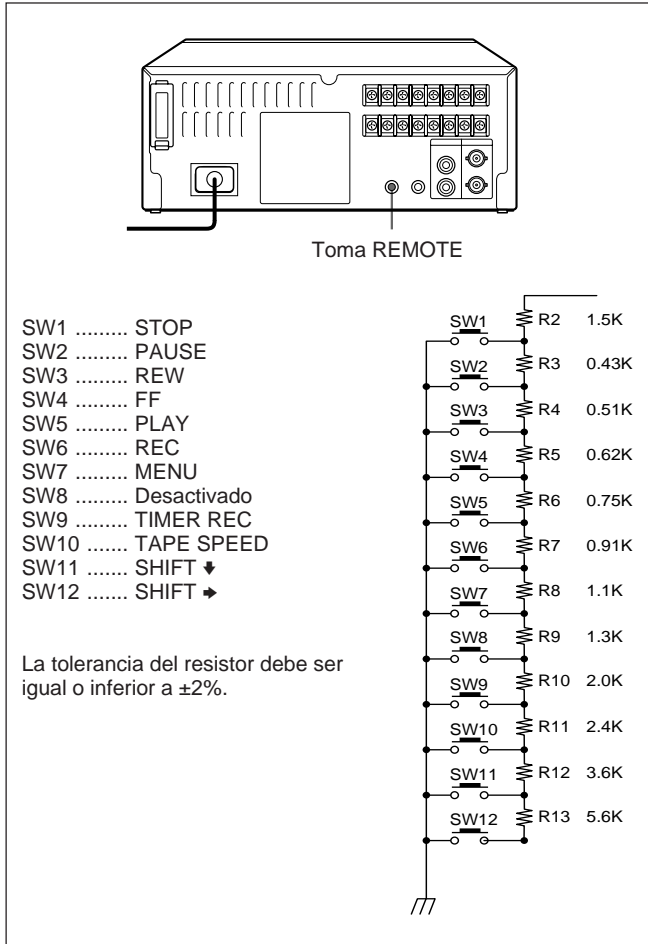 Toma REMOTE
SW1 ......... STOP
SW2 ......... PAUSE
SW3 ......... REW
SW4 ......... FF
SW5 ......... PLAY
SW6 ......... REC
SW7 ......... MENU
SW8 ......... Desactivado
SW9 ......... TIMER REC
SW10 ....... TAPE SPEED
SW11 ....... SHIFT 
SW12 ....... SHIFT 
La tolerancia del resistor debe ser
igual o inferior a ±2%.
SW1 R2 1.5K
SW2 R3 0.43K
SW3 R4 0.51K
SW4 R5 0.62K
SW5 R6 0.75K
SW6 R7 0.91K
SW7 R8 1.1K
SW8 R9 1.3K
SW9 R10 2.0K
SW10 R11 2.4K
SW11 R12 3.6K
SW12 R13 5.6K